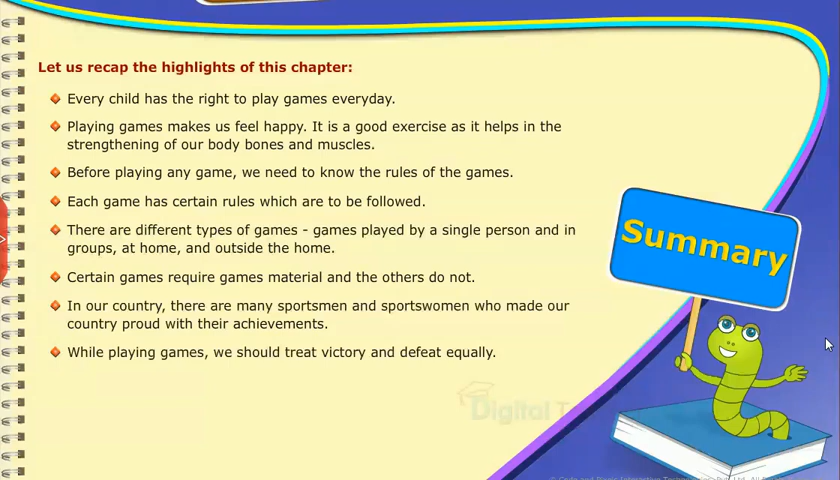 Let us recap the highlights of this chapter:
Every child has the right to play games everyday.
Playing games makes us feel happy. It is a good exercise as it helps in the
strengthening of our body bones and muscles.
Before playing any game, we need to know the rules of the games.
Each game has certain rules which are to be followed.
There are different types of games - games played by a single person and in
groups, at home, and outside the home.
Certain games require games material and the others do not.
In our country, there are many sportsmen and sportswomen who made our
country proud with their achievements.
While playing games, we should treat victory and defeat equally.
Summary
Digital